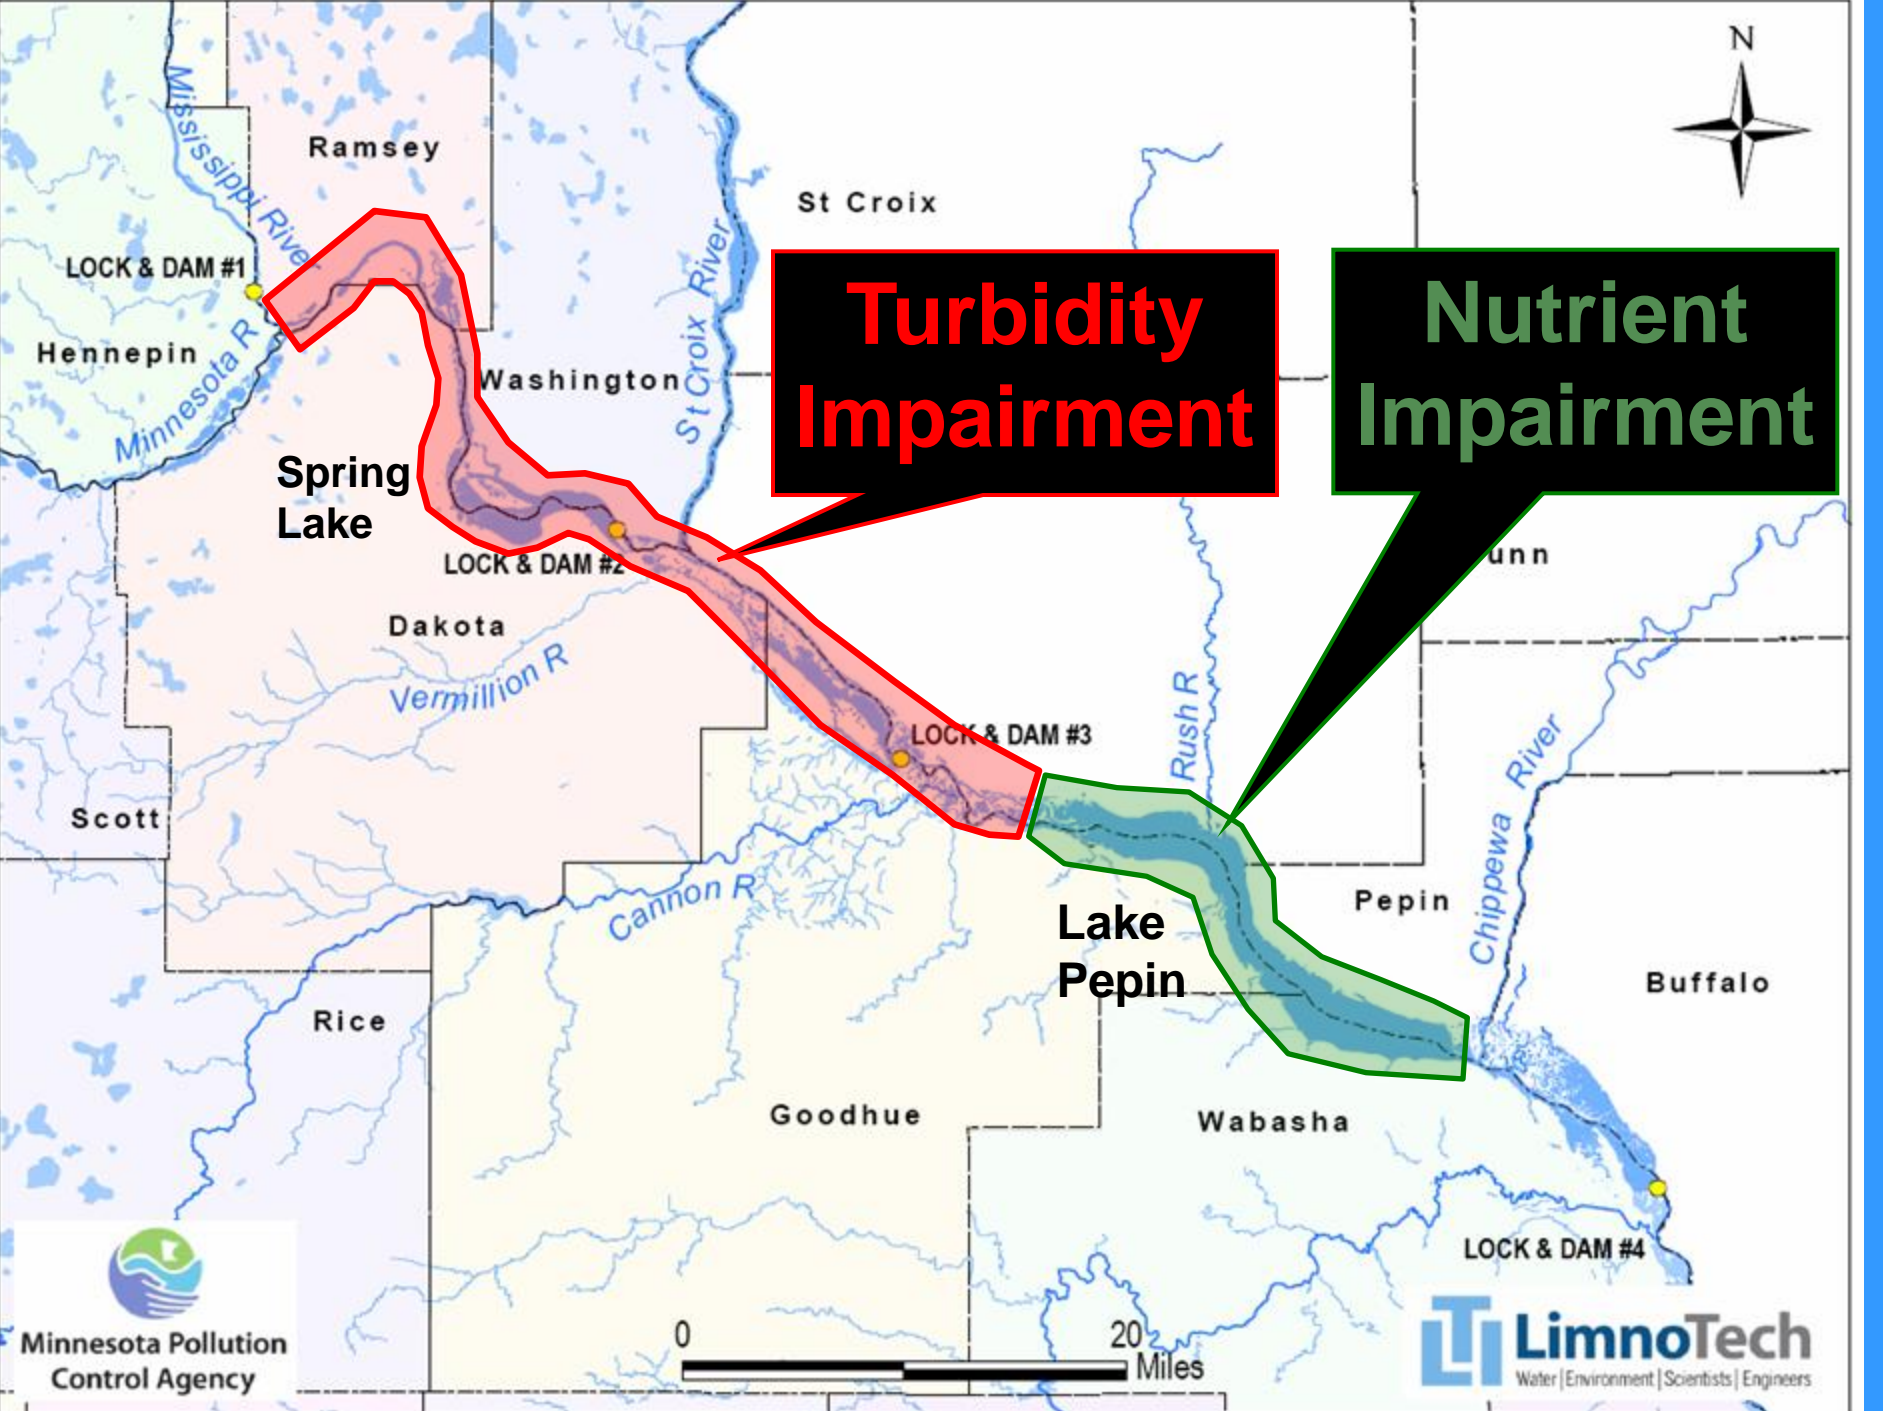 N
Mississippi River
Ramsey
St Croix
LOCK & DAM #1
Turbidity
Impairment
Nutrient
Impairment
Hennepin
Minnesota R
Washington
St Croix River
Spring
Lake
LOCK & DAM #2
unn
Dakota
Vermillion R
Rush R
LOCK & DAM #3
Chippewa River
Scott
Cannon R
Lake
Pepin
Pepin
Buffalo
Rice
Goodhue
Wabasha
LOCK & DAM #4
Minnesota Pollution
Control Agency
0 20
Miles
LimnoTech
Water | Environment | Scientists | Engineers